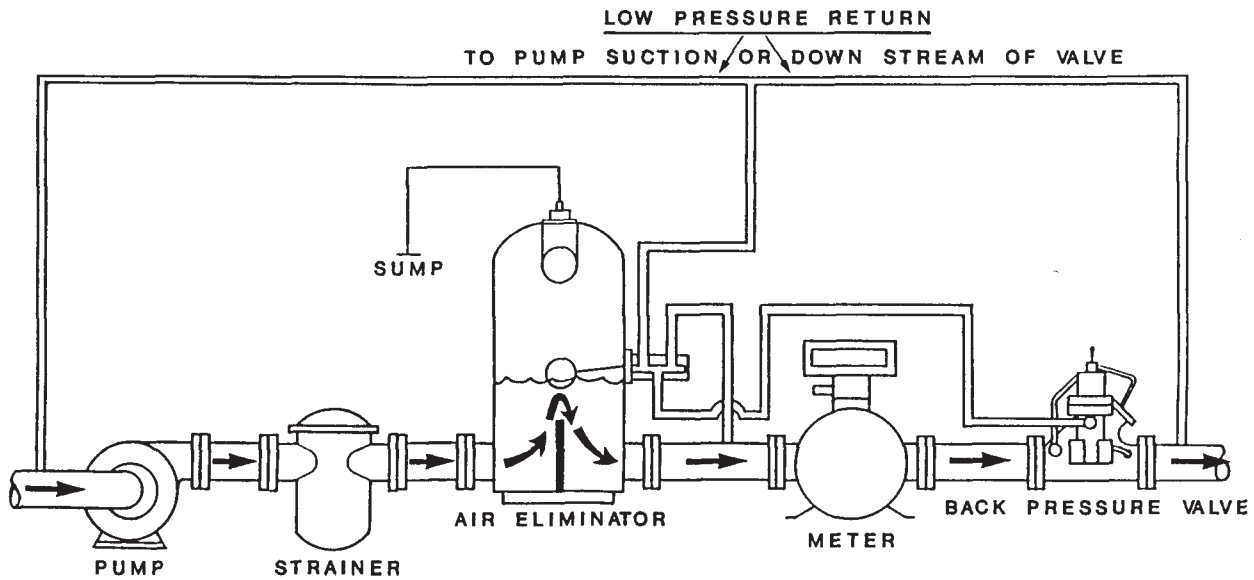 LOW PRESSURE RETURN
TO PUMP SUCTION OR DOWN STREAM OF VALVE
SUMP
AIR ELIMINATOR
BACK PRESSURE VALVE
METER
PUMP
STRAINER